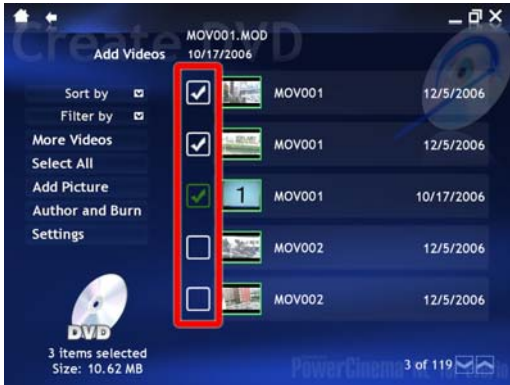 Create DVD
MOV001.MOD
Add Videos 10/17/2006
Sort by
Filter by
More Videos
Select All
Add Picture
Author and Burn
Settings
MOV001 12/5/2006
MOV001 12/5/2006
1 MOV001 10/17/2006
MOV002 12/5/2006
MOV002 12/5/2006
DVD
3 items selected
Size: 10.62 MB
PowerCinema
3 of 119